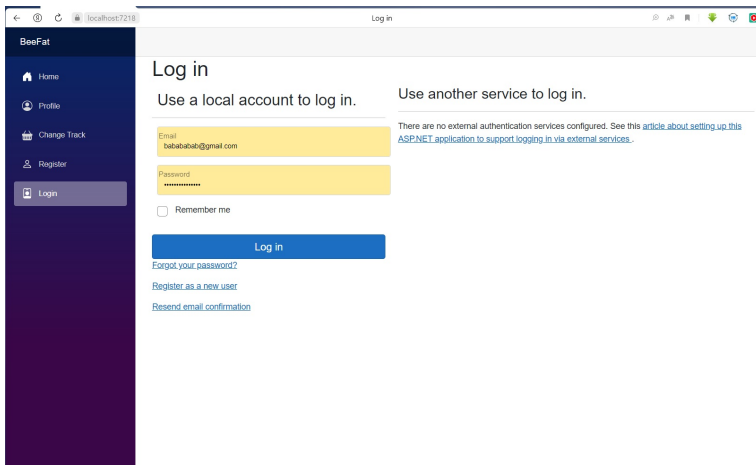 localhost:7218
Log in
BeeFat
Home
Profile
Change Track
Register
Login
Log in
Use a local account to log in.
Email
babababab@gmail.com
Password
Remember me
Log in
Forgot your password?
Register as a new user
Resend email confirmation
Use another service to log in.
There are no external authentication services configured. See this article about setting up this
ASP.NET application to support logging in via external services .